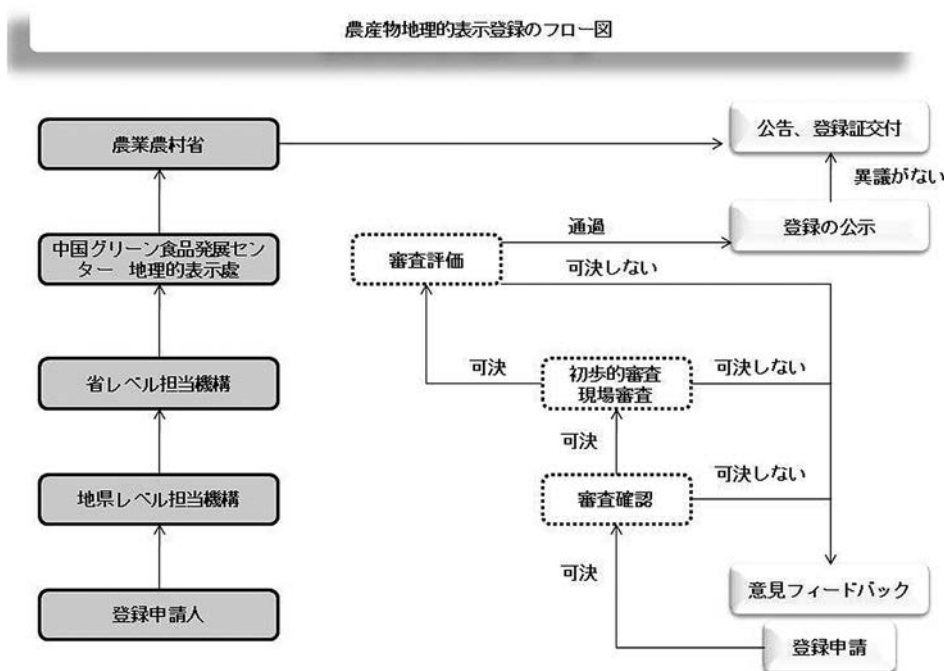 農産物地理的表示登録のフロー図
農業農村省
公告、登録証交付
異議がない
中国グリーン食品発展セン
ター 地理的表示處
審査評価
通過
登録の公示
可決しない
省レベル担当機構
可決
初歩的審査
現場審査
可決しない
可決
地県レベル担当機構
審査確認
可決しない
可決
登録申請人
意見フィードバック
登録申請